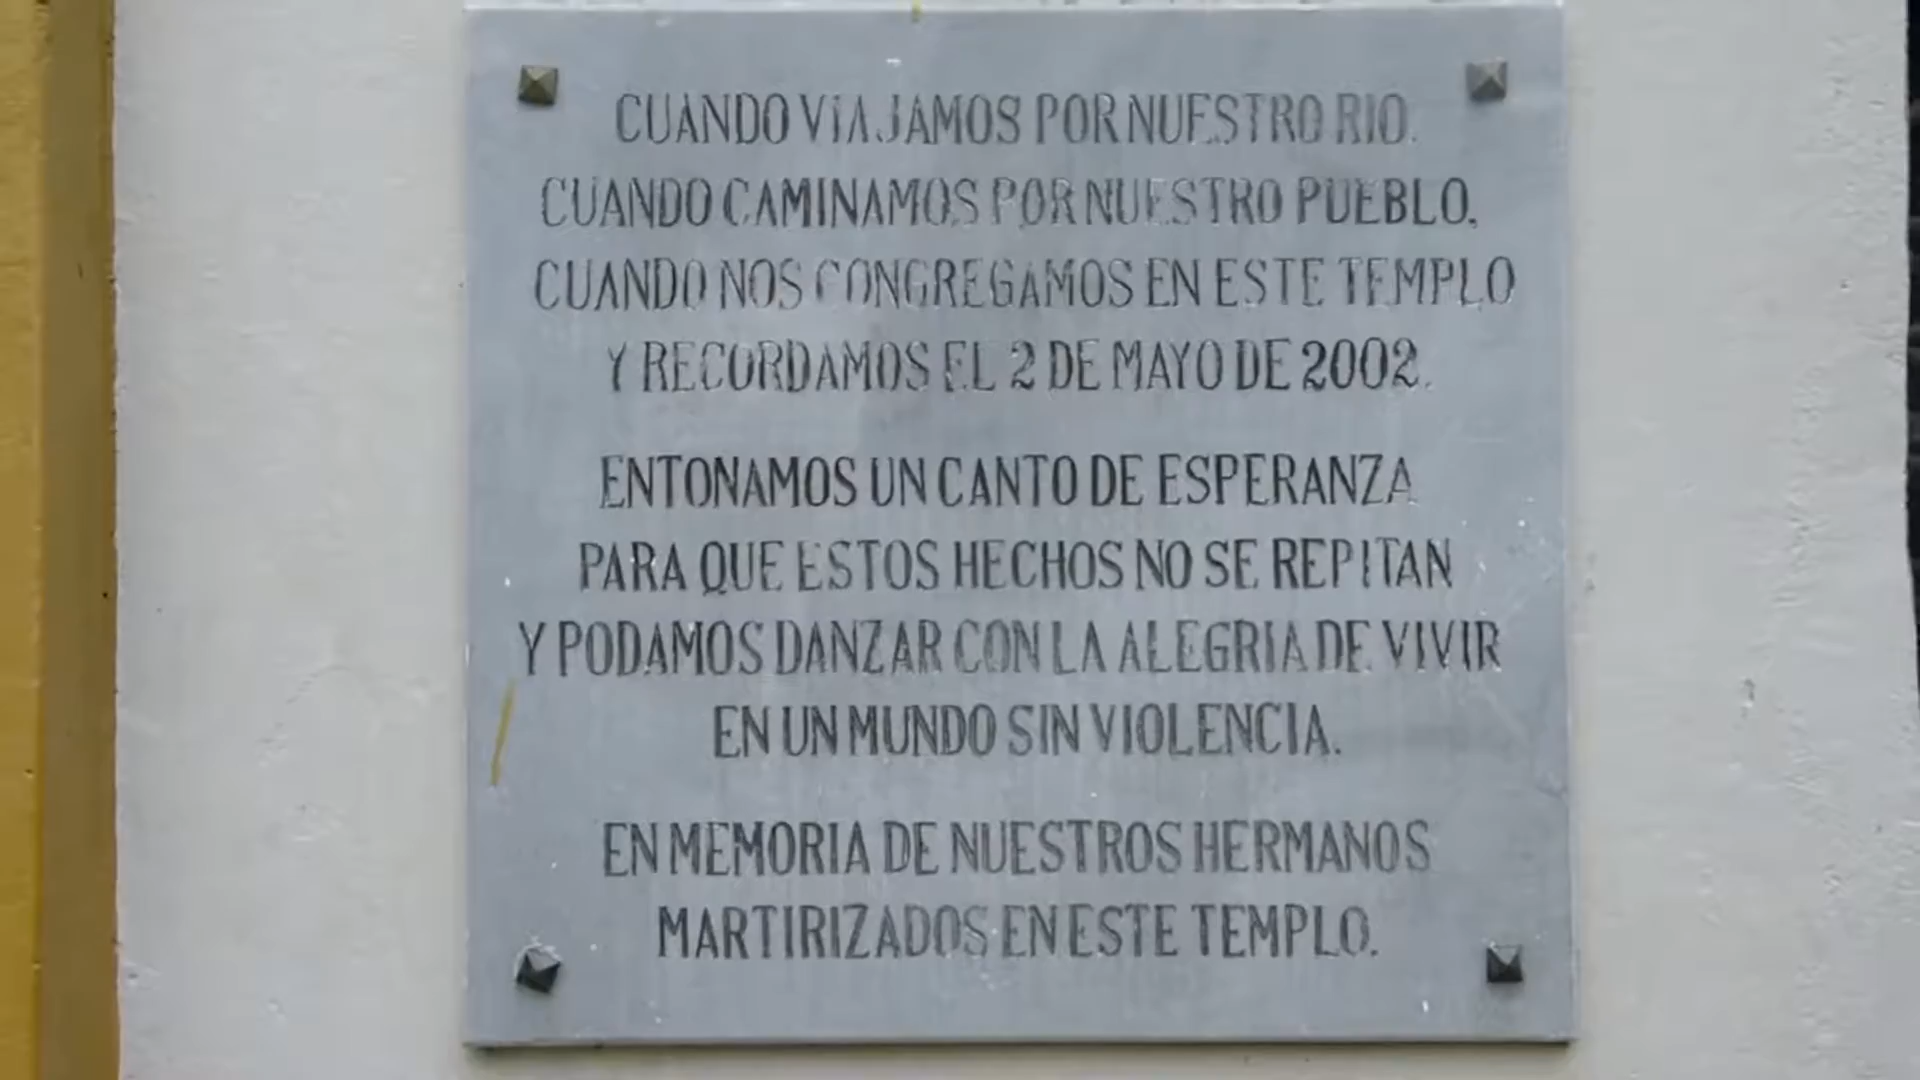 CUANDO VIAJAMOS POR NUESTRO RIO.
CUANDO CAMINAMOS POR NUESTRO PUEBLO,
CUANDO NOS CONGREGAMOS EN ESTE TEMPLO
Y RECORDAMOS EL 2 DE MAYO DE 2002.
ENTONAMOS UN CANTO DE ESPERANZA
PARA QUE ESTOS HECHOS NO SE REPITAN
Y PODAMOS DANZAR CON LA ALEGRIA DE VIVIR
EN UN MUNDO SIN VIOLENCIA.
EN MEMORIA DE NUESTROS HERMANOS
MARTIRIZADOS EN ESTE TEMPLO.